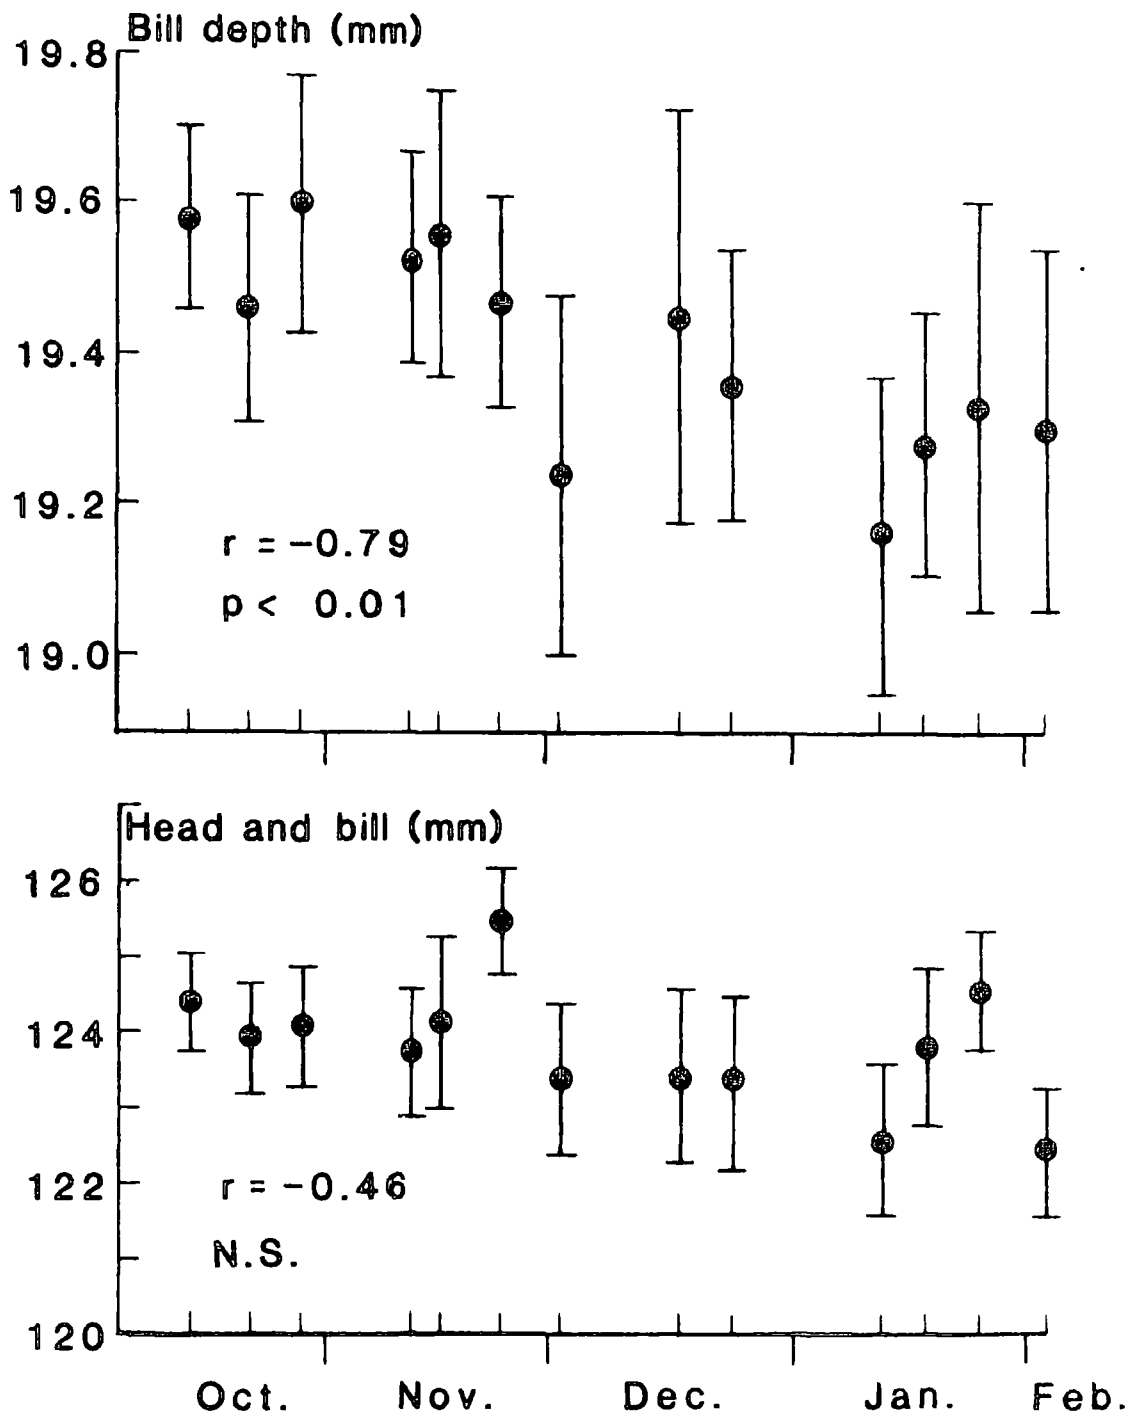 Bill depth (mm)
19.8
19.6
19.4
19.2
19.0
r = -0.79
p < 0.01
Head and bill (mm)
126
124
122
120
r = -0.46
N.S.
Oct. Nov. Dec. Jan. Feb.